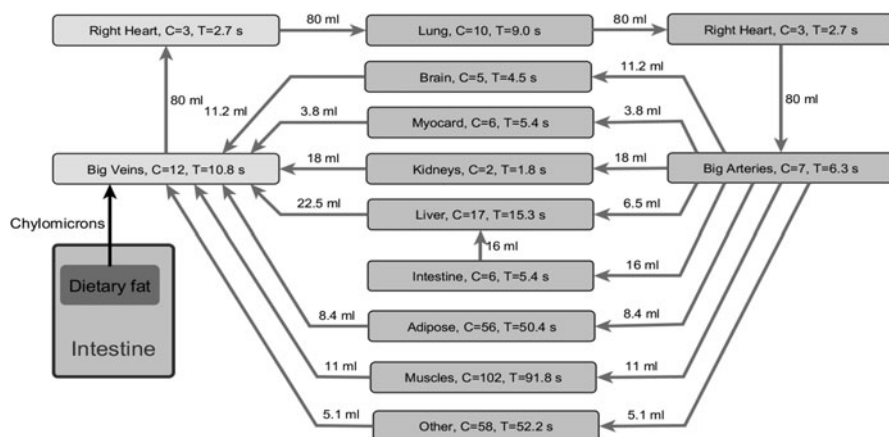 Right Heart, C=3, T=2.7 s
80 ml
Lung, C=10, T=9.0 s
80 ml
Right Heart, C=3, T=2.7 s
80 ml
11.2 ml
Brain, C=5, T=4.5 s
11.2 ml
80 ml
3.8 ml
Myocard, C=6, T=5.4 s
3.8 ml
Big Veins, C=12, T=10.8 s
18 ml
Kidneys, C=2, T=1.8 s
18 ml
Big Arteries, C=7, T=6.3 s
22.5 ml
Liver, C=17, T=15.3 s
6.5 ml
Chylomicrons
16 ml
Intestine, C=6, T=5.4 s
16 ml
Dietary fat
Intestine
8.4 ml
Adipose, C=56, T=50.4 s
8.4 ml
11 ml
Muscles, C=102, T=91.8 s
11 ml
5.1 ml
Other, C=58, T=52.2 s
5.1 ml